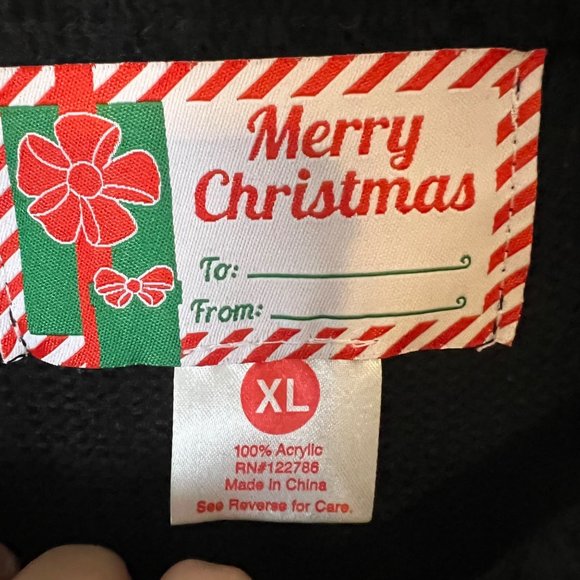 Merry
Christmas
To:
From:
XL
100% Acrylic
RN#122786
Made in China
See Reverse for Care.